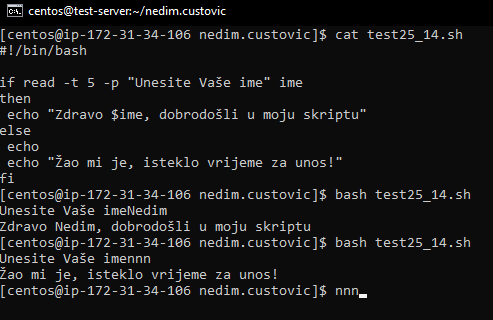 centos@test-server:~/nedim.custovic
[centos@ip-172-31-34-106 nedim.custovic]$ cat test25_14.sh
#!/bin/bash
if read -t 5 -p "Unesite Vaše ime" ime
then
 echo "Zdravo $ime, dobrodošli u moju skriptu"
else
 echo
 echo "Žao mi je, isteklo vrijeme za unos!"
fi
[centos@ip-172-31-34-106 nedim.custovic]$ bash test25_14.sh
Unesite Vaše imeNedim
Zdravo Nedim, dobrodošli u moju skriptu
[centos@ip-172-31-34-106 nedim.custovic]$ bash test25_14.sh
Unesite Vaše imennn
Žao mi je, isteklo vrijeme za unos!
[centos@ip-172-31-34-106 nedim.custovic]$ nnn